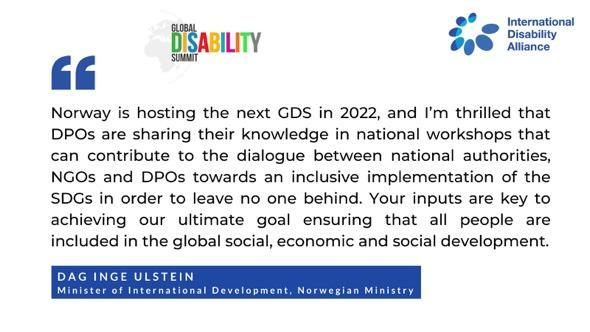 GLOBAL
DISABILITY
SUMMIT
International
Disability
Alliance
Norway is hosting the next GDS in 2022, and I’m thrilled that
DPOs are sharing their knowledge in national workshops that
can contribute to the dialogue between national authorities,
NGOs and DPOs towards an inclusive implementation of the
SDGs in order to leave no one behind. Your inputs are key to
achieving our ultimate goal ensuring that all people are
included in the global social, economic and social development.
DAG INGE ULSTEIN
Minister of International Development, Norwegian Ministry